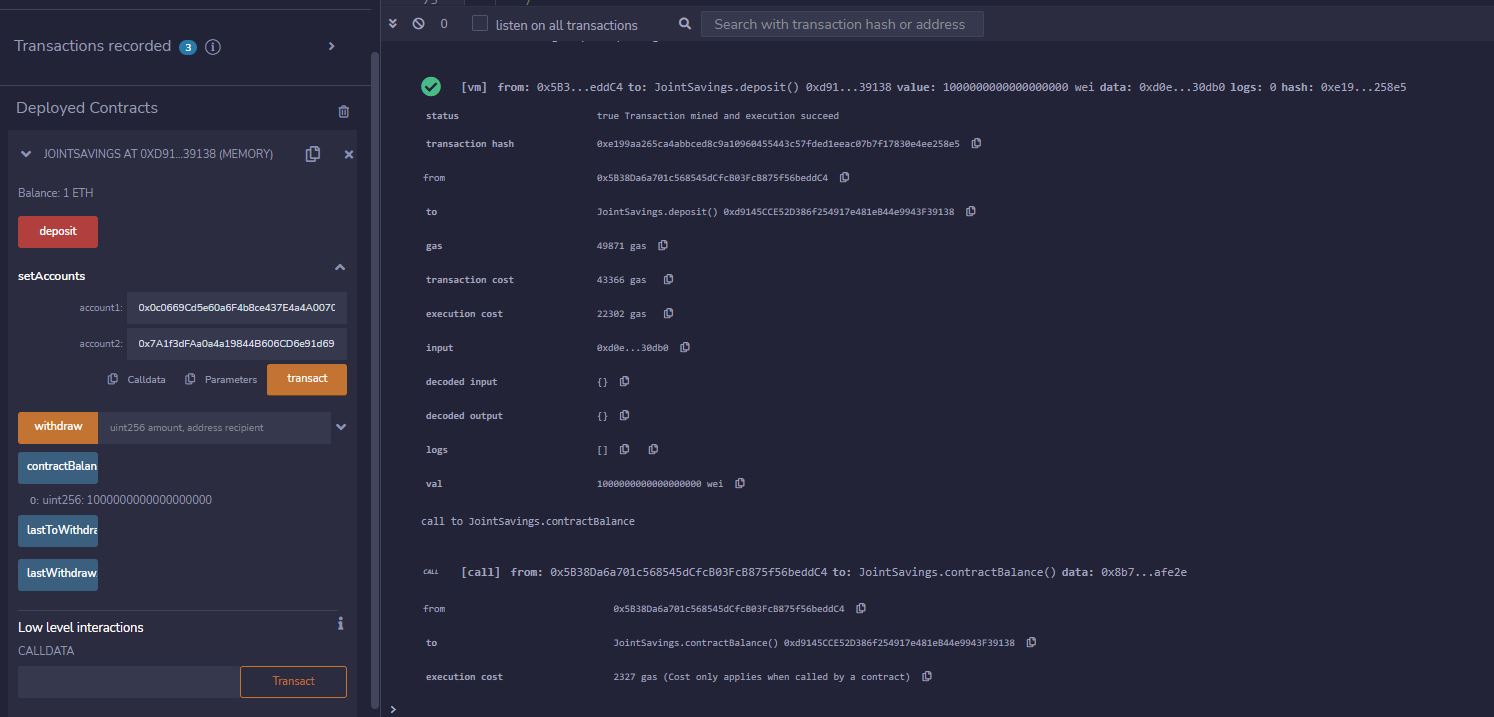 Transactions recorded 3 i
Deployed Contracts
JOINTSAVINGS AT 0XD91...39138 (MEMORY)
Balance: 1 ETH
deposit
setAccounts
account1: 0x0c0669Cd5e60a6F4b8ce437E4a4A007C
account2: 0x7A1f3dFAa0a4a19844B606CD6e91d69
Calldata Parameters transact
withdraw uint256 amount, address recipient
contractBalan
0: uint256: 1000000000000000000
lastToWithdra
lastWithdraw
Low level interactions i
CALLDATA
Transact
0 listen on all transactions Search with transaction hash or address
[vm] from: 0x5B3...eddC4 to: JointSavings.deposit() 0xd91...39138 value: 1000000000000000000 wei data: 0xd0e...30db0 logs: 0 hash: 0xe19...258e5
status true Transaction mined and execution succeed
transaction hash 0xe199aa265ca4abbced8c9a10960455443c57fded1eeac07b7f17830e4ee258e5
from 0x5B38Da6a701c568545dCfcB03FcB875f56beddC4
to JointSavings.deposit() 0xd9145CCE52D386f254917e481eB44e9943F39138
gas 49871 gas
transaction cost 43366 gas
execution cost 22302 gas
input 0xd0e...30db0
decoded input {}
decoded output {}
logs []
val 1000000000000000000 wei
call to JointSavings.contractBalance
CALL [call] from: 0x5B38Da6a701c568545dCfcB03FcB875f56beddC4 to: JointSavings.contractBalance() data: 0x8b7...afe2e
from 0x5B38Da6a701c568545dCfcB03FcB875f56beddC4
to JointSavings.contractBalance() 0xd9145CCE52D386f254917e481eB44e9943F39138
execution cost 2327 gas (Cost only applies when called by a contract)
>